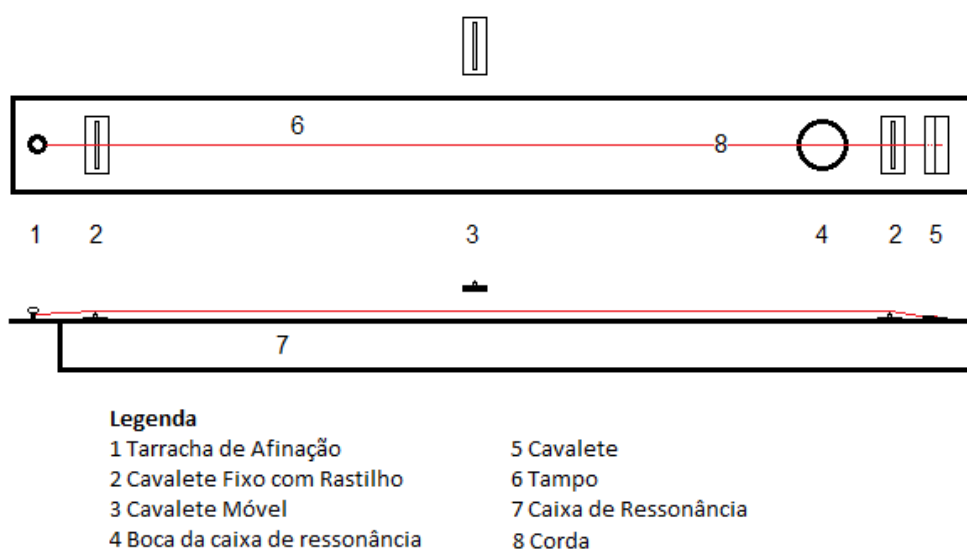 6 8
1 2 3 4 2 5
7
Legenda
1 Tarracha de Afinação
2 Cavalete Fixo com Rastilho
3 Cavalete Móvel
4 Boca da caixa de ressonância
5 Cavalete
6 Tampo
7 Caixa de Ressonância
8 Corda